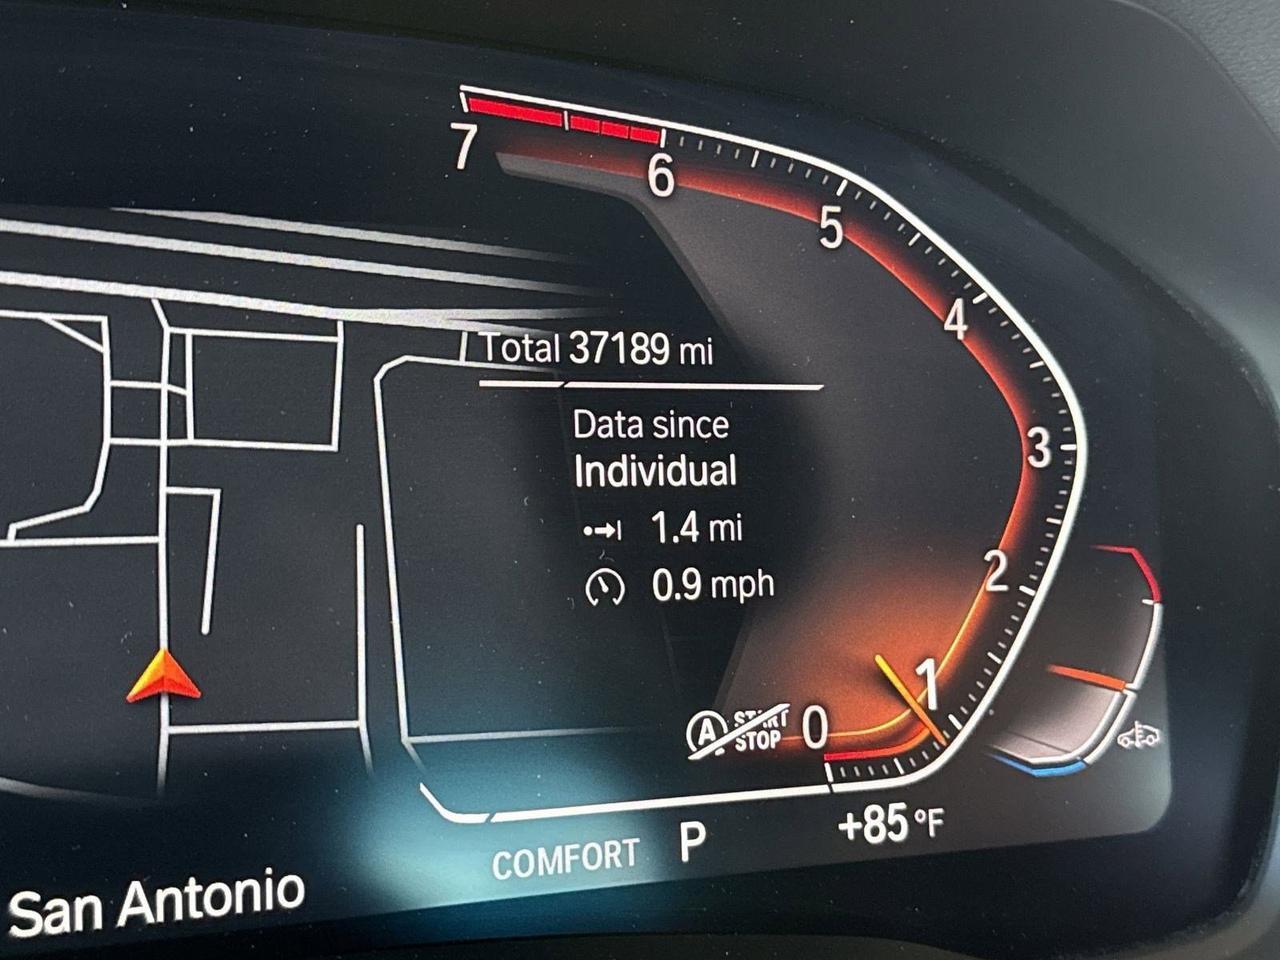 7
6
5
4
Total 37189 mi
Data since
3
Individual
1.4 mi
2
0.9 mph
1
A START STOP
0
+85 °F
COMFORT P
San Antonio